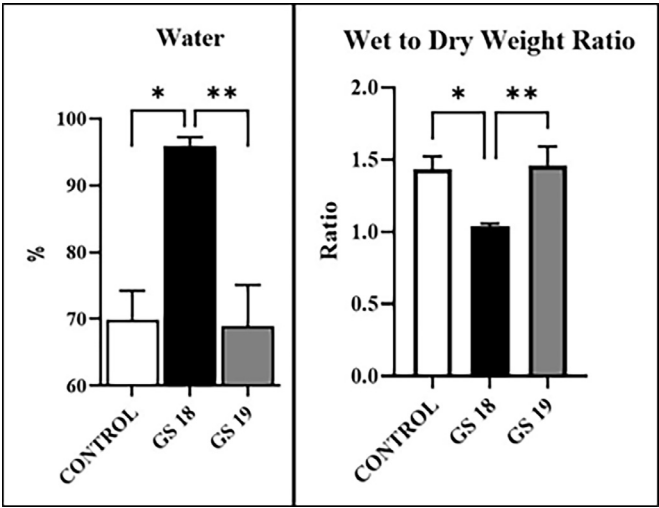 Water
* **
100
90
80
70
60
%
CONTROL
GS 18
GS 19
Wet to Dry Weight Ratio
* **
2.0
1.5
1.0
0.5
0.0
Ratio
CONTROL
GS 18
GS 19